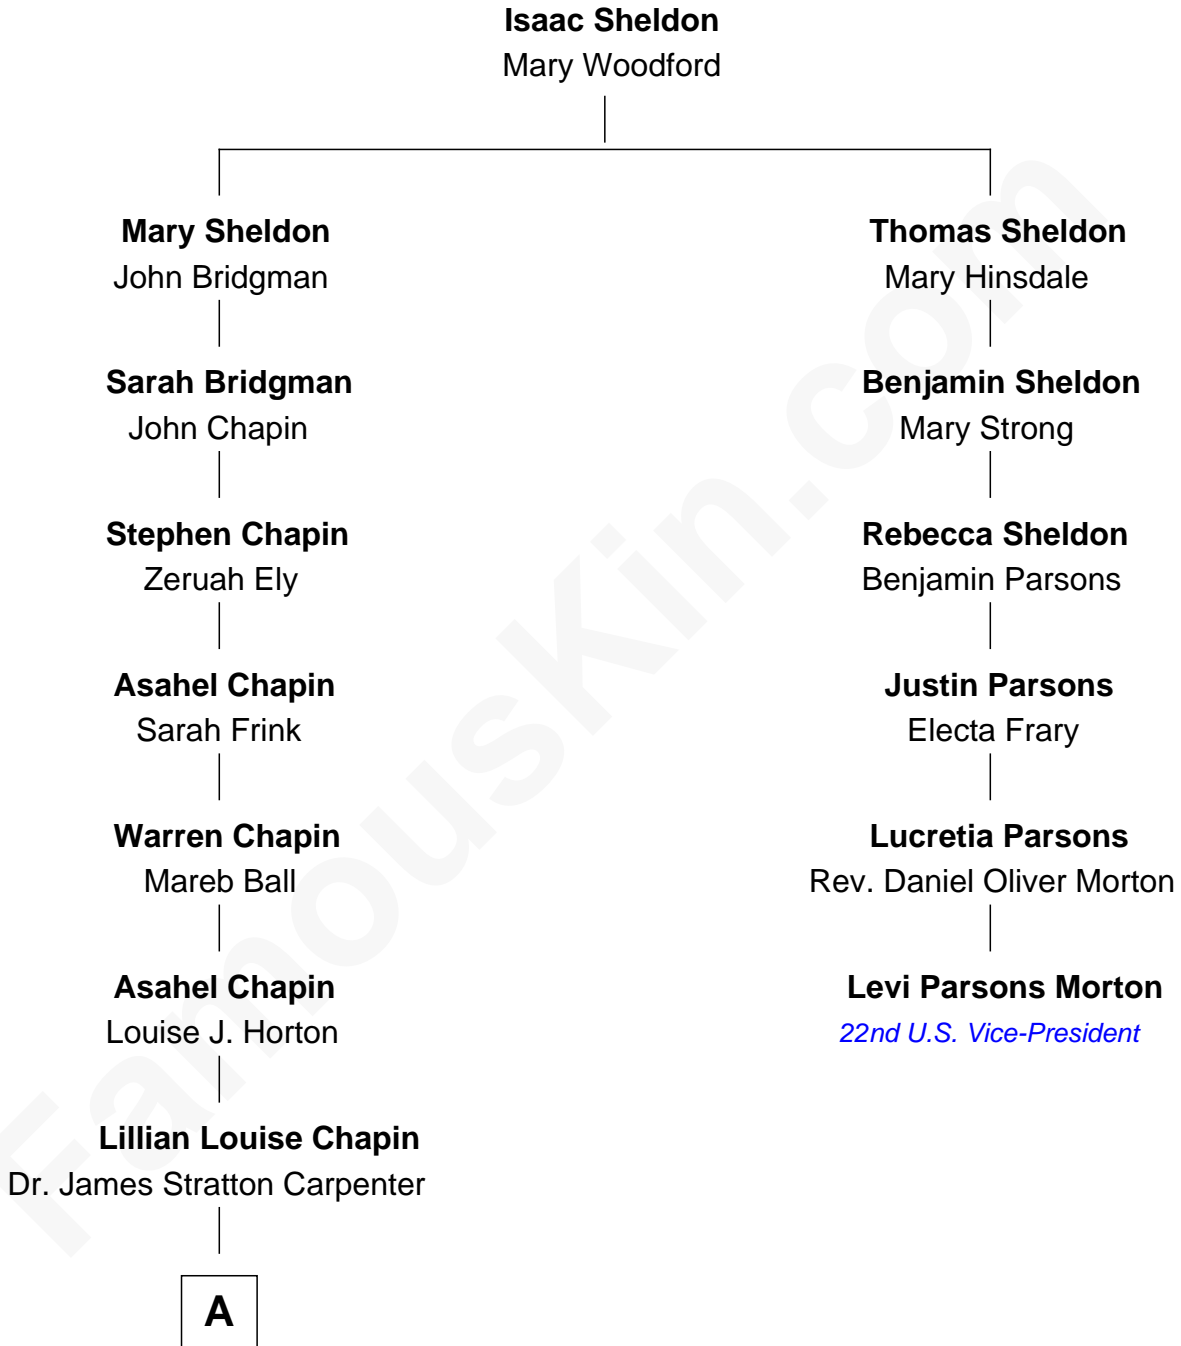 Isaac Sheldon
Mary Woodford
Mary Sheldon
John Bridgman
Sarah Bridgman
John Chapin
Stephen Chapin
Zeruah Ely
Asahel Chapin
Sarah Frink
Warren Chapin
Mareb Ball
Asahel Chapin
Louise J. Horton
Lillian Louise Chapin
Dr. James Stratton Carpenter
A
Thomas Sheldon
Mary Hinsdale
Benjamin Sheldon
Mary Strong
Rebecca Sheldon
Benjamin Parsons
Justin Parsons
Electa Frary
Lucretia Parsons
Rev. Daniel Oliver Morton
Levi Parsons Morton
22nd U.S. Vice-President
FamousKin.com